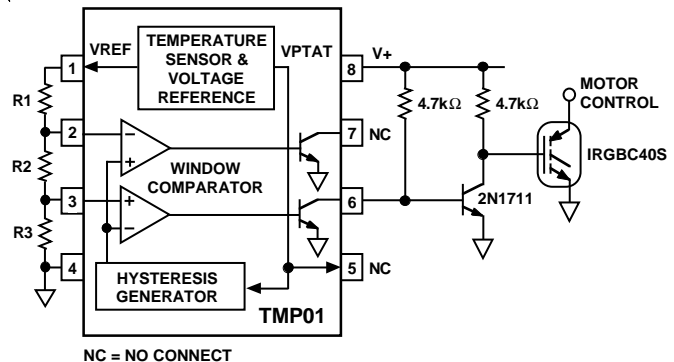 TEMPERATURE
SENSOR &
VOLTAGE
REFERENCE
VREF
VPTAT
1
8
V+
R1
4.7kΩ
4.7kΩ
MOTOR
CONTROL
2
7
NC
R2
WINDOW
COMPARATOR
IRGBC40S
3
6
2N1711
R3
4
5
NC
HYSTERESIS
GENERATOR
TMP01
NC = NO CONNECT